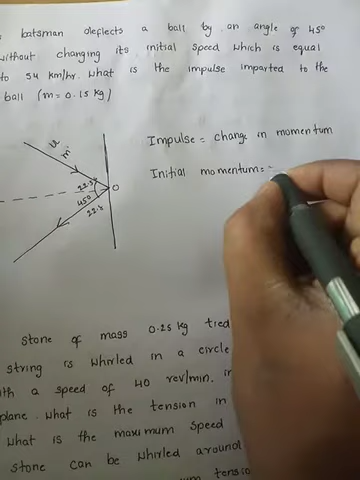 batsman deflects a ball by an angle of 45°
without changing its initial speed which is equal
to 54 km/hr. What is the impulse imparted to the
ball (m = 0.15 kg)
Impulse = change in momentum
u
m
Initial momentum =
22.5
O
45°
22.5
stone of mass 0.25 kg tied
string is whirled in a circle
with a speed of 40 rev/min. in
plane. What is the tension in
what is the maximum speed
stone can be whirled around
tension